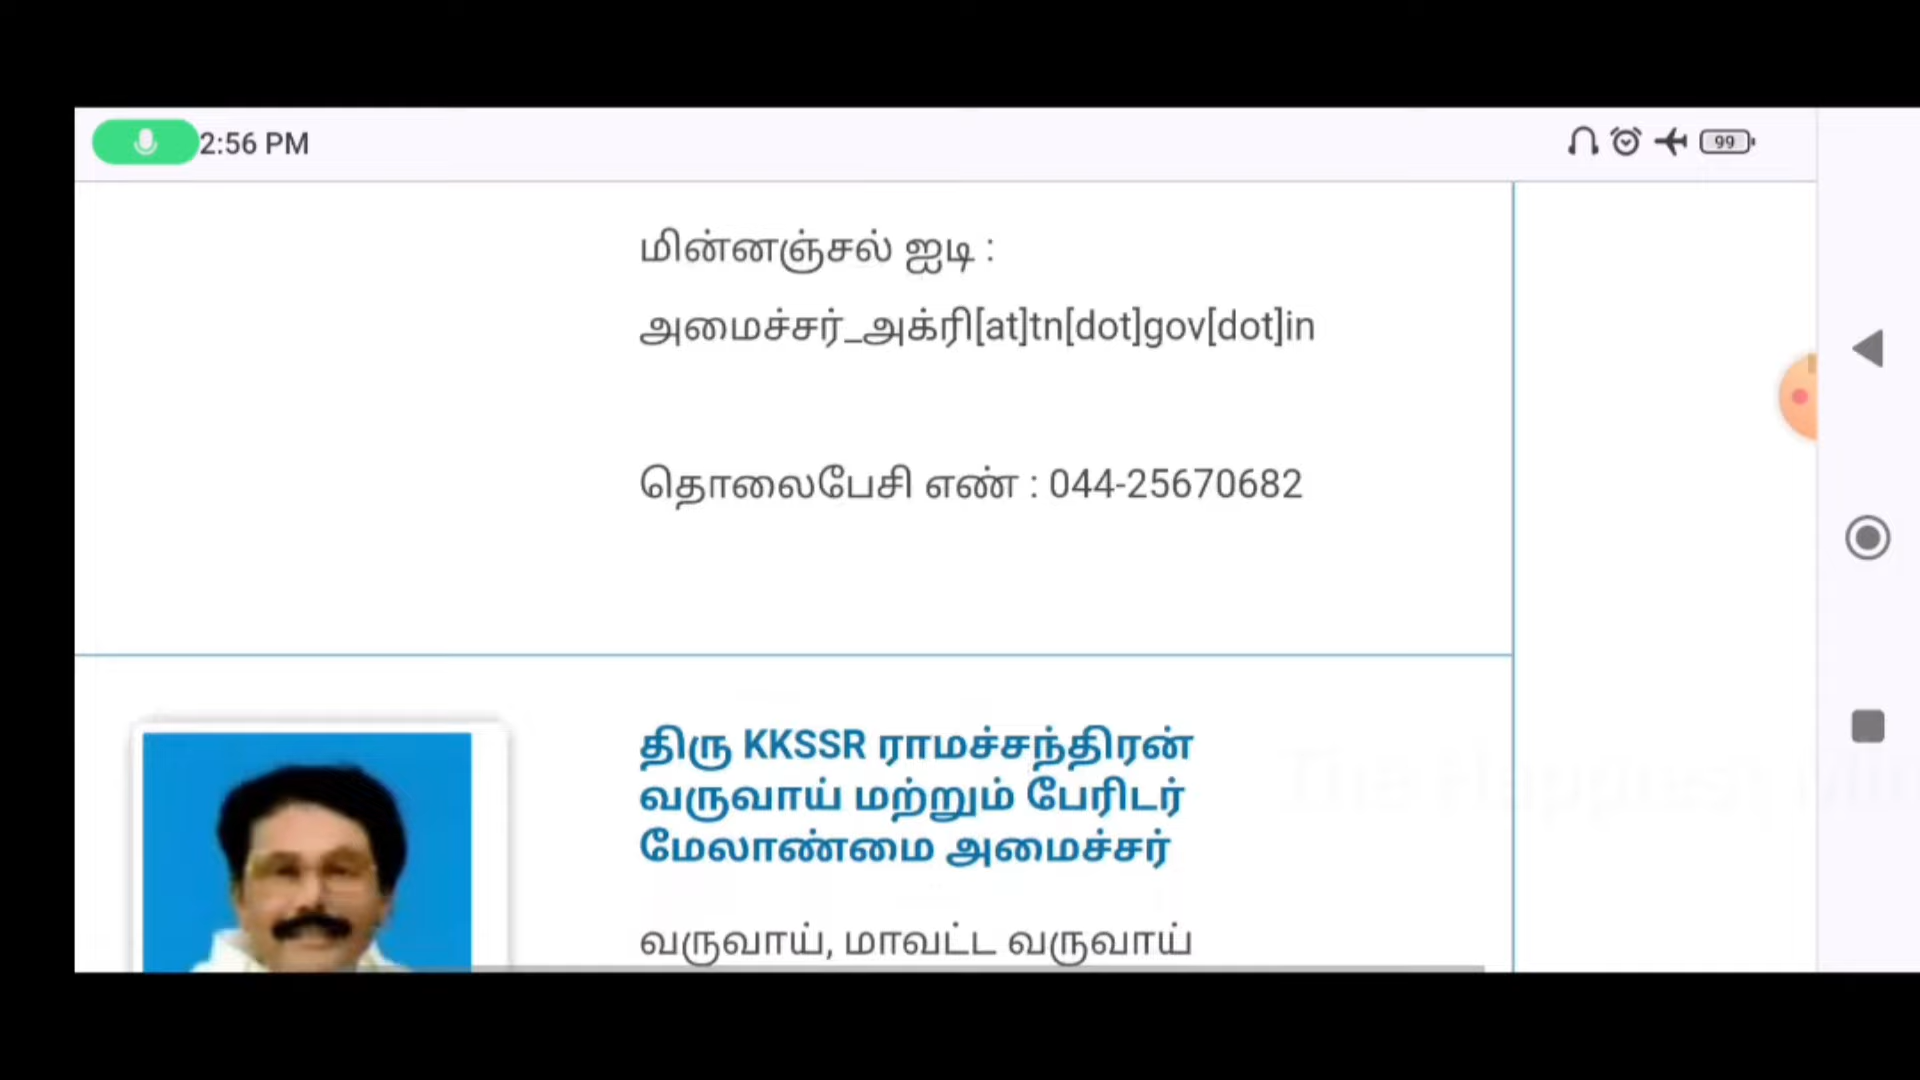 2:56 PM
99
மின்னஞ்சல் ஐடி :
அமைச்சர்_அக்ரி[at]tn[dot]gov[dot]in
தொலைபேசி எண் : 044-25670682
திரு KKSSR ராமச்சந்திரன்
வருவாய் மற்றும் பேரிடர்
மேலாண்மை அமைச்சர்
வருவாய், மாவட்ட வருவாய்